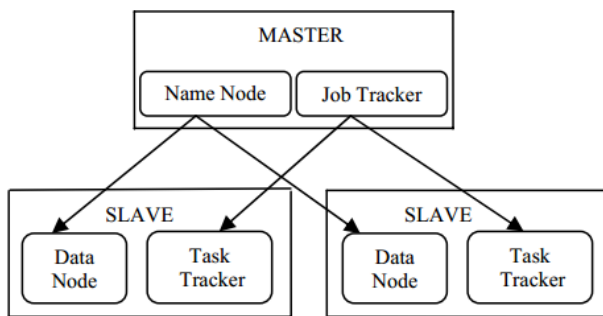 MASTER
Name Node
Job Tracker
SLAVE
Data
Node
Task
Tracker
SLAVE
Data
Node
Task
Tracker